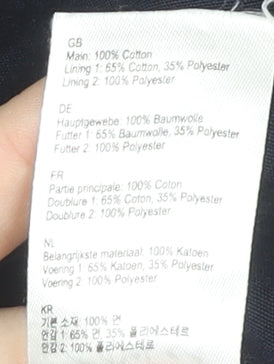 GB
Main: 100% Cotton
Lining 1: 65% Cotton, 35% Polyester
Lining 2: 100% Polyester
DE
Hauptgewebe: 100% Baumwolle
Futter 1: 65% Baumwolle, 35% Polyester
Futter 2: 100% Polyester
FR
Partie principale: 100% Coton
Doublure 1: 65% Coton, 35% Polyester
Doublure 2: 100% Polyester
NL
Belangrijkste materiaal: 100% Katoen
Voering 1: 65% Katoen, 35% Polyester
Voering 2: 100% Polyester
KR
기본 소재: 100% 면
안감 1: 65% 면, 35% 폴리에스테르
안감 2: 100% 폴리에스테르